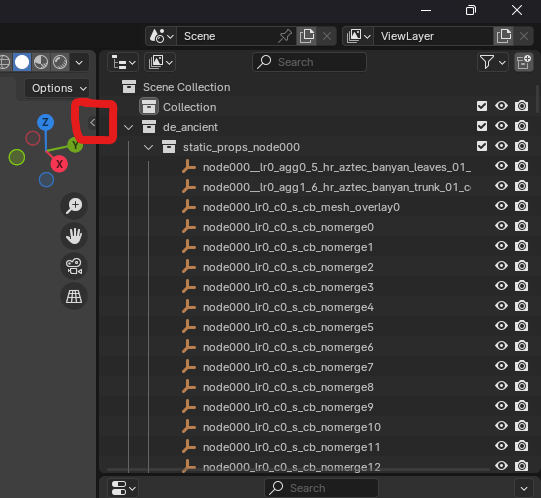 Scene
ViewLayer
Search
Options
Scene Collection
Collection
Z
de_ancient
Y
static_props_node000
X
node000__lr0_agg0_5_hr_aztec_banyan_leaves_01_
node000__lr0_agg1_6_hr_aztec_banyan_trunk_01_c
node000_lr0_c0_s_cb_mesh_overlay0
node000_lr0_c0_s_cb_nomerge0
node000_lr0_c0_s_cb_nomerge1
node000_lr0_c0_s_cb_nomerge2
node000_lr0_c0_s_cb_nomerge3
node000_lr0_c0_s_cb_nomerge4
node000_lr0_c0_s_cb_nomerge5
node000_lr0_c0_s_cb_nomerge6
node000_lr0_c0_s_cb_nomerge7
node000_lr0_c0_s_cb_nomerge8
node000_lr0_c0_s_cb_nomerge9
node000_lr0_c0_s_cb_nomerge10
node000_lr0_c0_s_cb_nomerge11
node000_lr0_c0_s_cb_nomerge12
Search